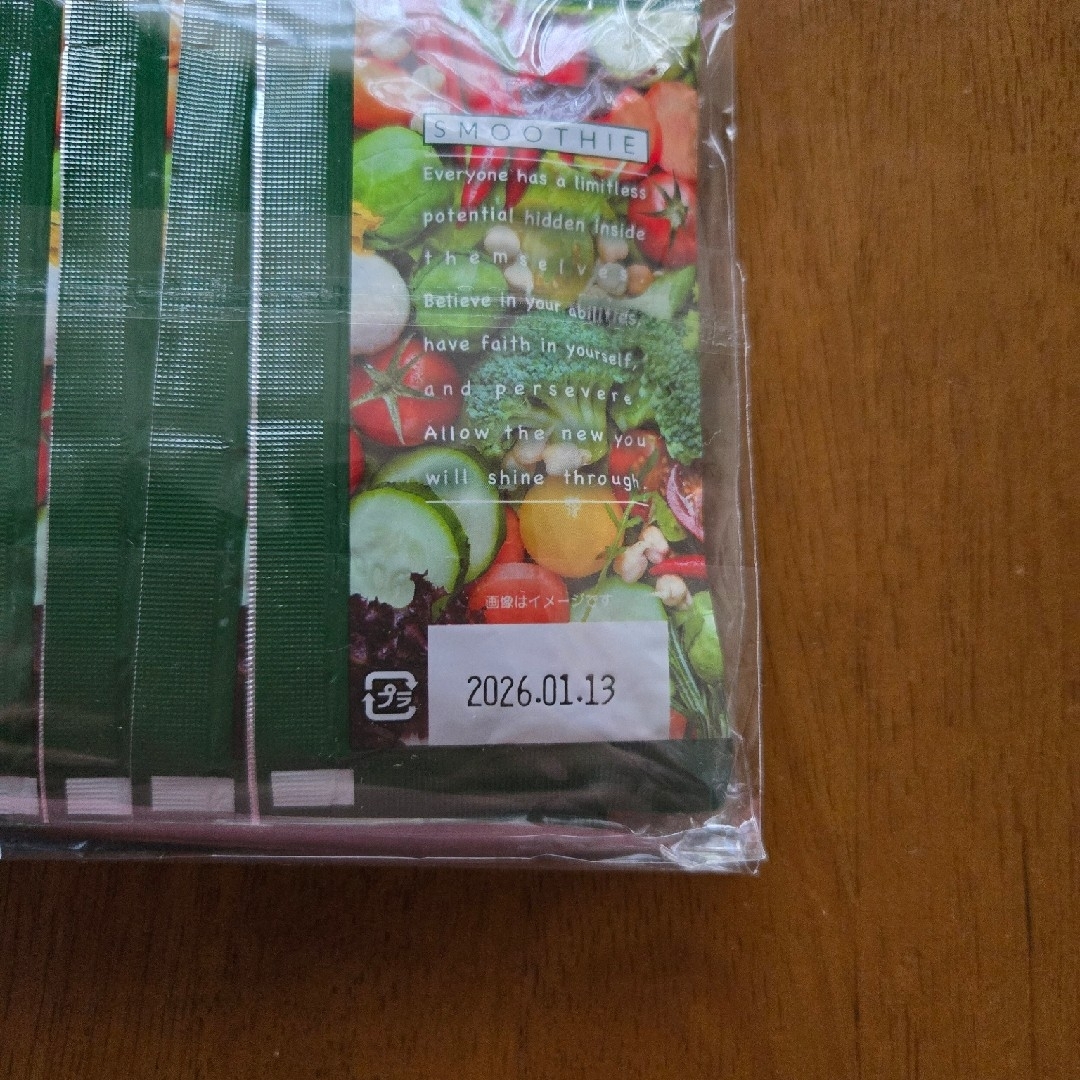 SMOOTHIE
Everyone has a limitless
potential hidden inside
themselves.
Believe in your abilities,
have faith in yourself,
and persevere.
Allow the new you
will shine through.
画像はイメージです
プラ
2026.01.13